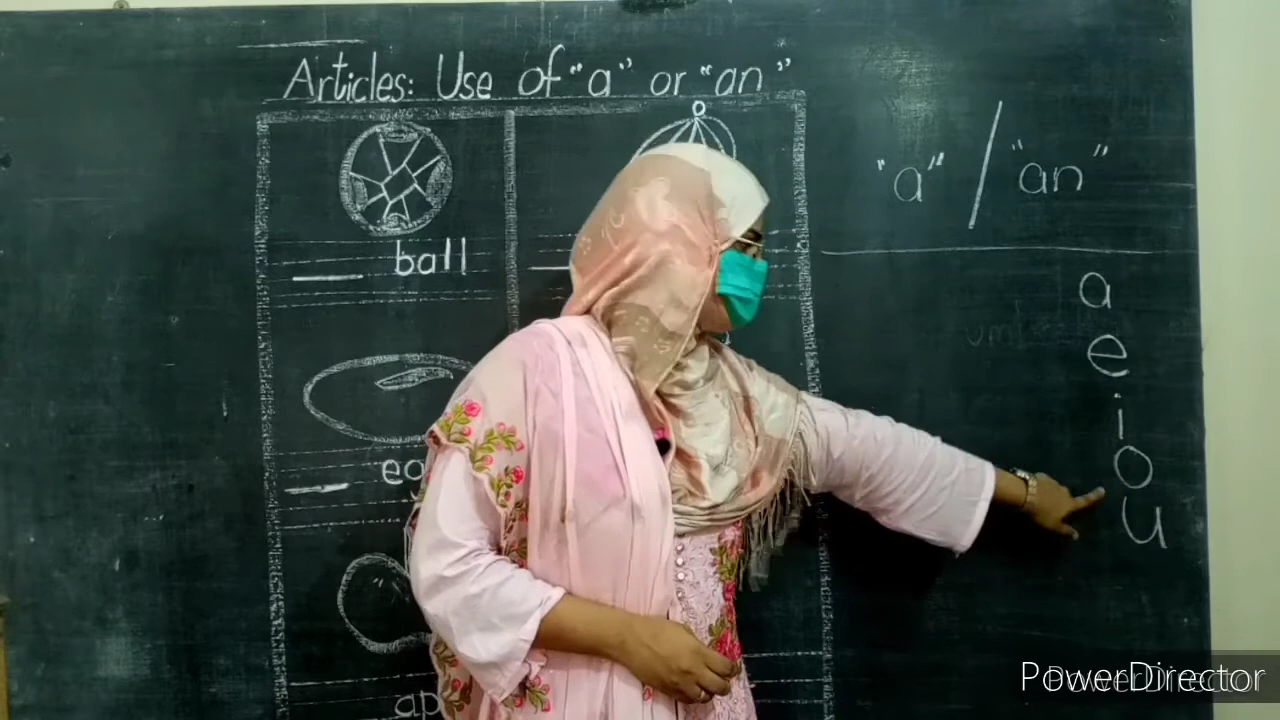 Articles: Use of "a" or "an"
"a" / "an"
ball
a
e
i
o
u
PowerDirector